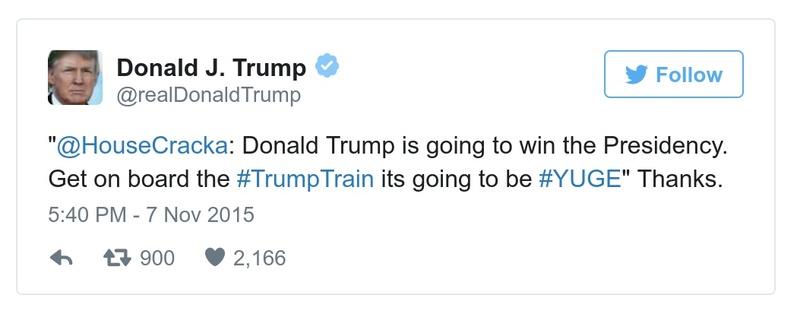 Donald J. Trump
@realDonaldTrump
Follow
"@HouseCracka: Donald Trump is going to win the Presidency.
Get on board the #TrumpTrain its going to be #YUGE" Thanks.
5:40 PM - 7 Nov 2015
900 2,166